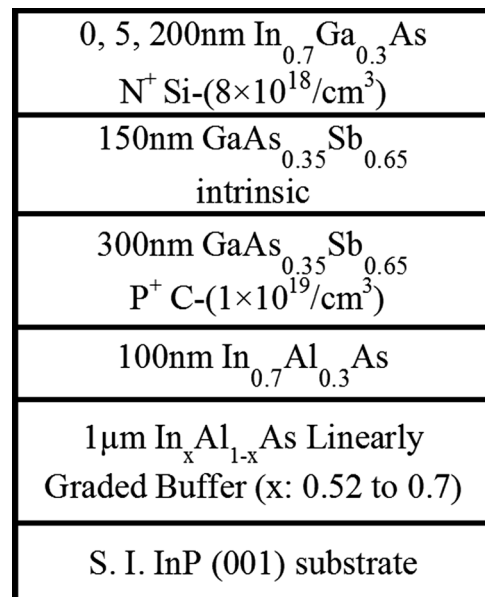 0, 5, 200nm In0.7Ga0.3As
N+ Si-(8×10^18/cm^3)
150nm GaAs0.35Sb0.65
intrinsic
300nm GaAs0.35Sb0.65
P+ C-(1×10^19/cm^3)
100nm In0.7Al0.3As
1μm InxAl1-xAs Linearly
Graded Buffer (x: 0.52 to 0.7)
S. I. InP (001) substrate